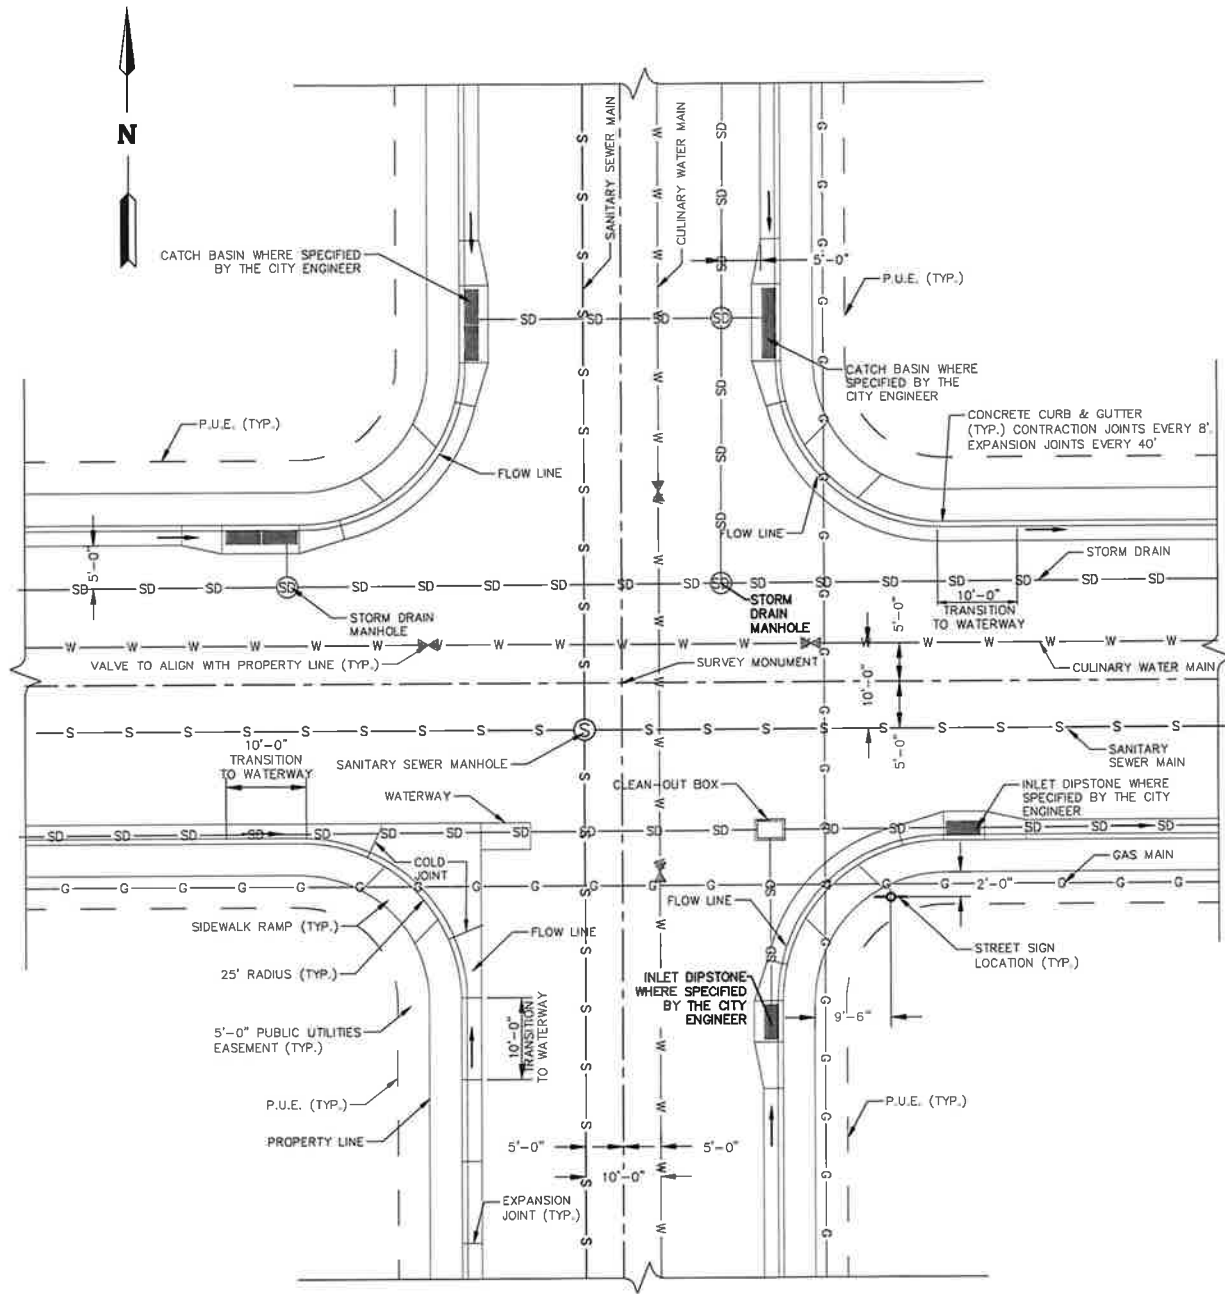 N
SANITARY SEWER MAIN
CULINARY WATER MAIN
CATCH BASIN WHERE SPECIFIED
BY THE CITY ENGINEER
5'-0"
P.U.E. (TYP.)
CATCH BASIN WHERE
SPECIFIED BY THE
CITY ENGINEER
P.U.E. (TYP.)
CONCRETE CURB & GUTTER
(TYP.) CONTRACTION JOINTS EVERY 8'.
EXPANSION JOINTS EVERY 40'
FLOW LINE
FLOW LINE
STORM DRAIN
5'-0"
10'-0"
TRANSITION
TO WATERWAY
STORM DRAIN
MANHOLE
STORM
DRAIN
MANHOLE
5'-0"
VALVE TO ALIGN WITH PROPERTY LINE (TYP.)
SURVEY MONUMENT
CULINARY WATER MAIN
10'-0"
5'-0"
10'-0"
TRANSITION
TO WATERWAY
SANITARY SEWER MANHOLE
SANITARY
SEWER MAIN
WATERWAY
CLEAN-OUT BOX
INLET DIPSTONE WHERE
SPECIFIED BY THE CITY
ENGINEER
COLD
JOINT
GAS MAIN
2'-0"
SIDEWALK RAMP (TYP.)
FLOW LINE
FLOW LINE
STREET SIGN
LOCATION (TYP.)
25' RADIUS (TYP.)
INLET DIPSTONE
WHERE SPECIFIED
BY THE CITY
ENGINEER
9'-6"
5'-0" PUBLIC UTILITIES
EASEMENT (TYP.)
10'-0"
TRANSITION
TO WATERWAY
P.U.E. (TYP.)
P.U.E. (TYP.)
PROPERTY LINE
5'-0"
5'-0"
10'-0"
EXPANSION
JOINT (TYP.)